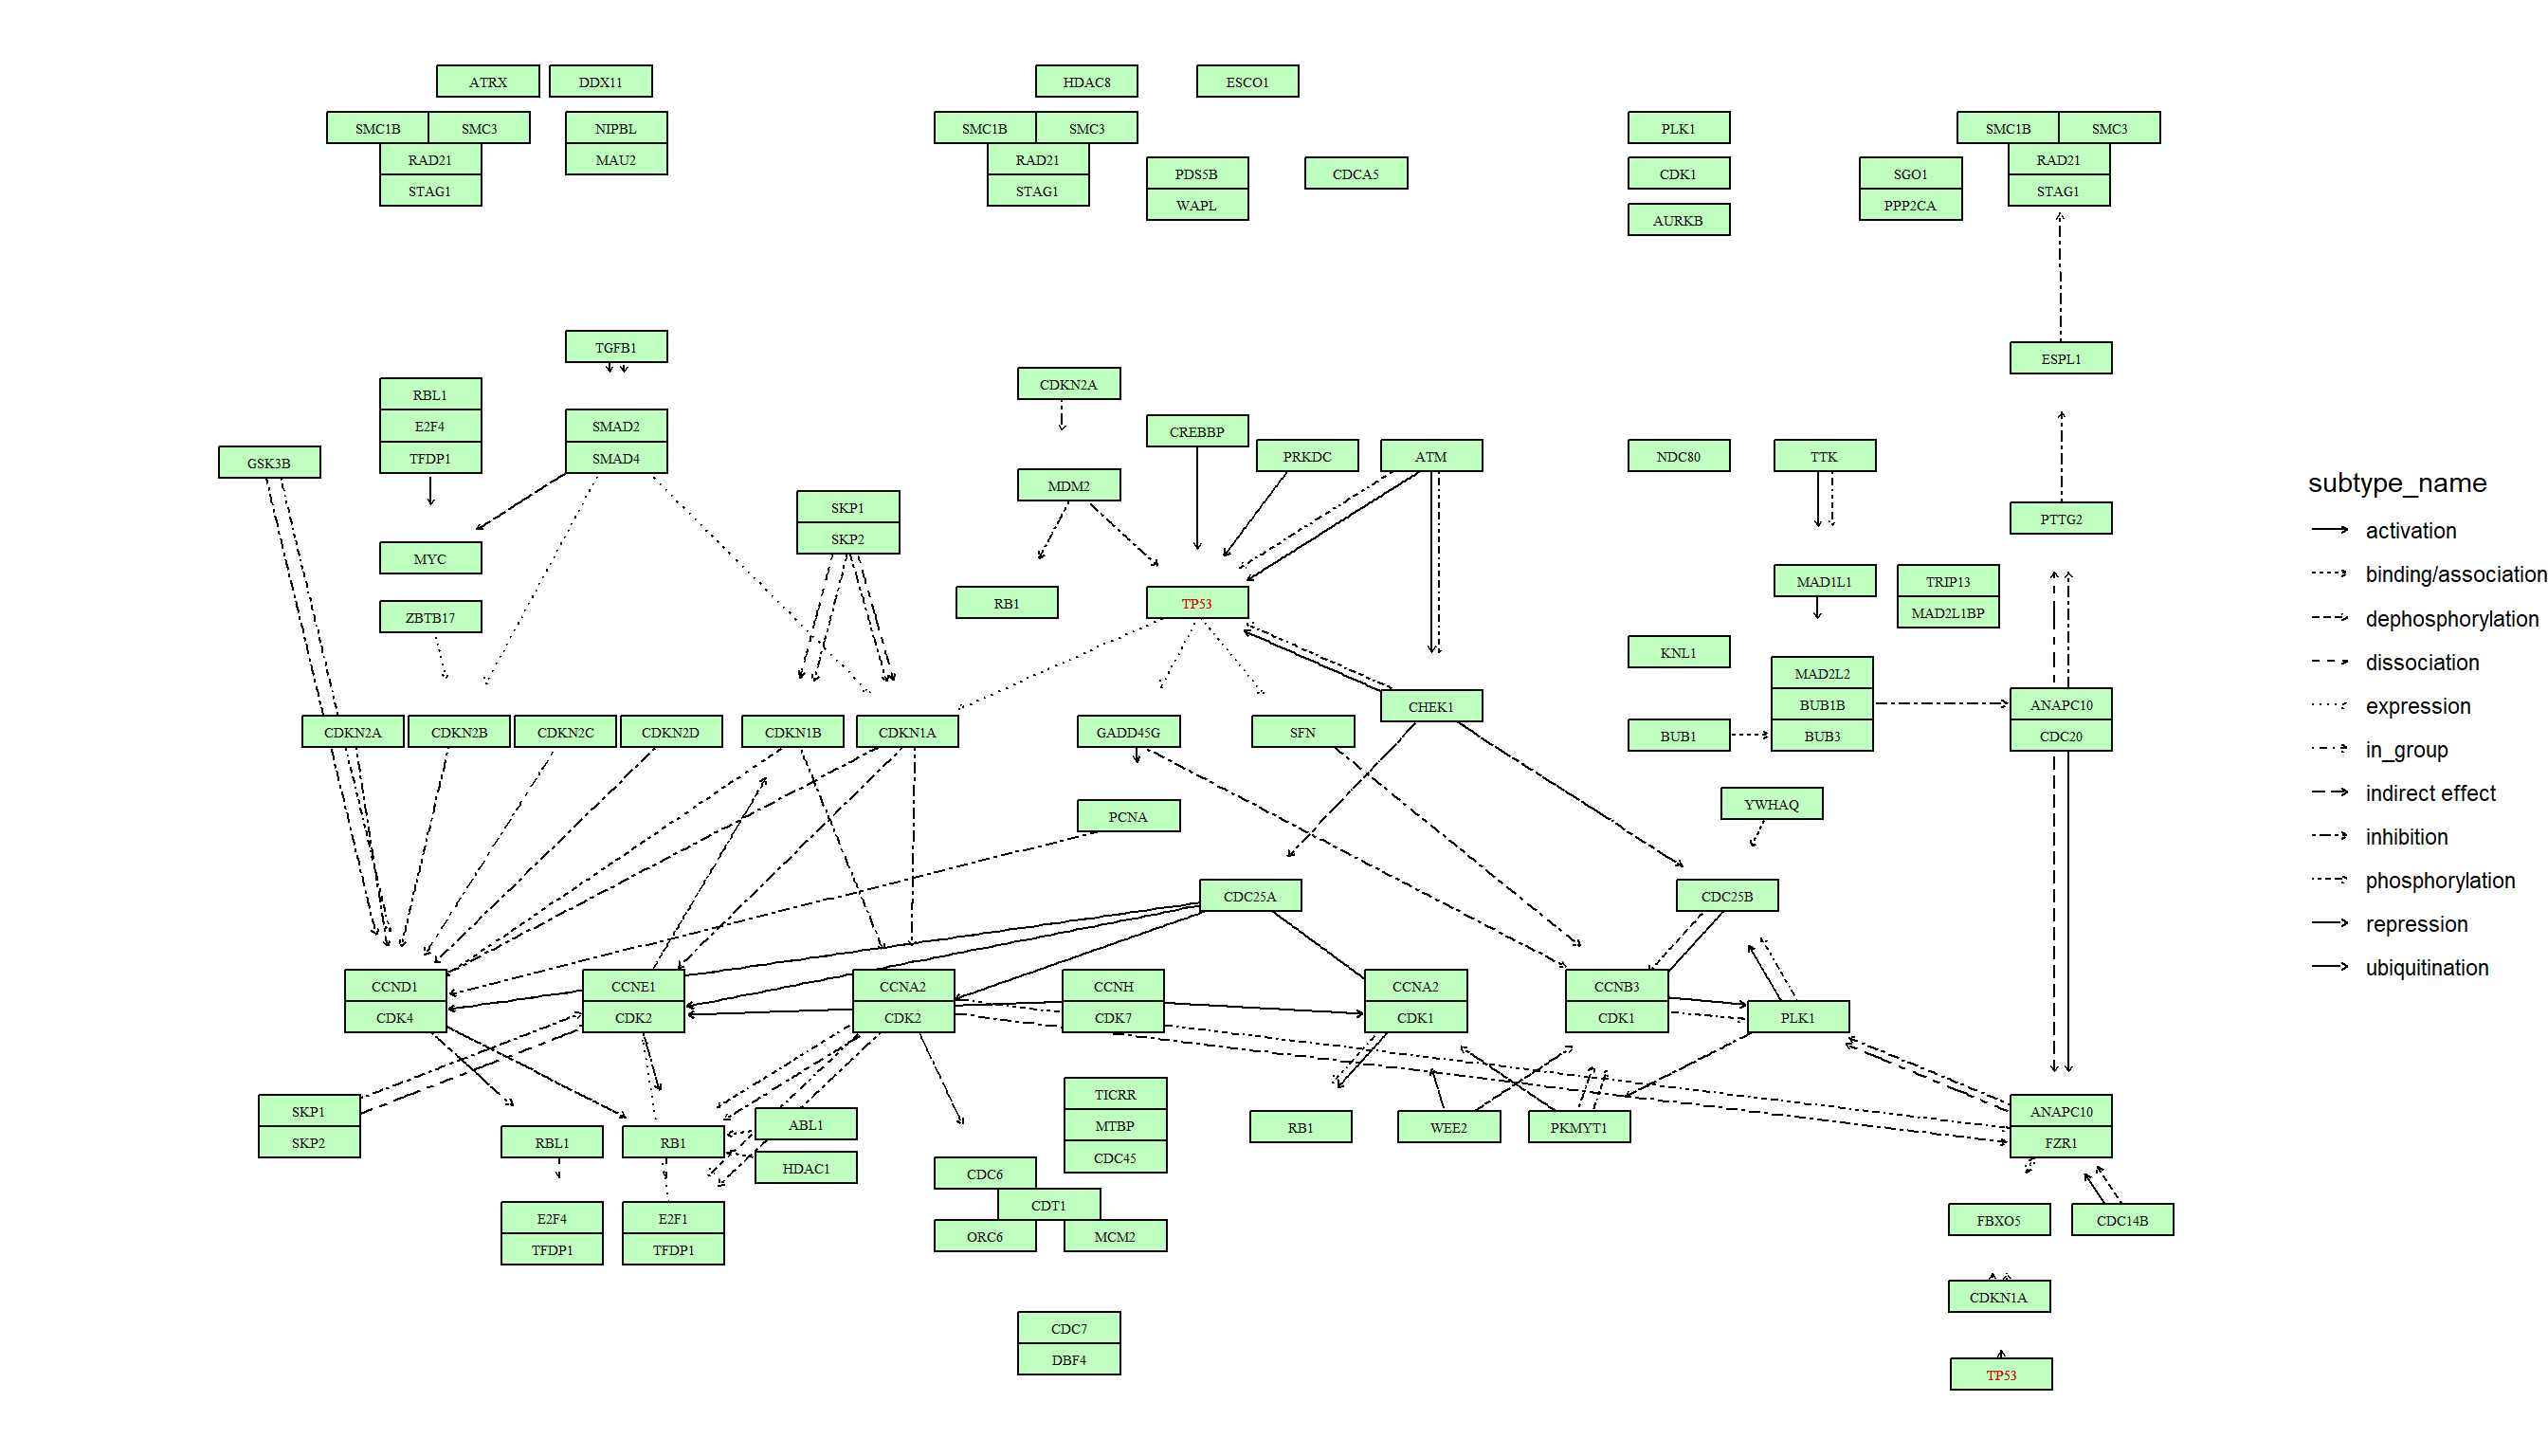 ATRX
DDX11
HDAC8
ESCO1
SMC1B
SMC3
NIPBL
SMC1B
SMC3
PLK1
SMC1B
SMC3
RAD21
MAU2
RAD21
RAD21
PDS5B
CDCA5
CDK1
SGO1
STAG1
STAG1
STAG1
WAPL
PPP2CA
AURKB
TGFB1
ESPL1
CDKN2A
RBL1
E2F4
SMAD2
CREBBP
TFDP1
SMAD4
PRKDC
ATM
NDC80
TTK
GSK3B
subtype_name
MDM2
SKP1
PTTG2
activation
SKP2
MYC
binding/association
MAD1L1
TRIP13
RB1
TP53
ZBTB17
MAD2L1BP
dephosphorylation
KNL1
dissociation
MAD2L2
CHEK1
BUB1B
ANAPC10
expression
CDKN2A
CDKN2B
CDKN2C
CDKN2D
CDKN1B
CDKN1A
GADD45G
SFN
BUB1
BUB3
CDC20
in_group
indirect effect
YWHAQ
PCNA
inhibition
phosphorylation
CDC25A
CDC25B
repression
ubiquitination
CCND1
CCNE1
CCNA2
CCNH
CCNA2
CCNB3
CDK4
CDK2
CDK2
CDK7
CDK1
CDK1
PLK1
TICRR
SKP1
ANAPC10
ABL1
MTBP
RB1
WEE2
PKMYT1
SKP2
RBL1
RB1
FZR1
CDC45
HDAC1
CDC6
CDT1
E2F4
E2F1
FBXO5
CDC14B
ORC6
MCM2
TFDP1
TFDP1
CDKN1A
CDC7
DBF4
TP53